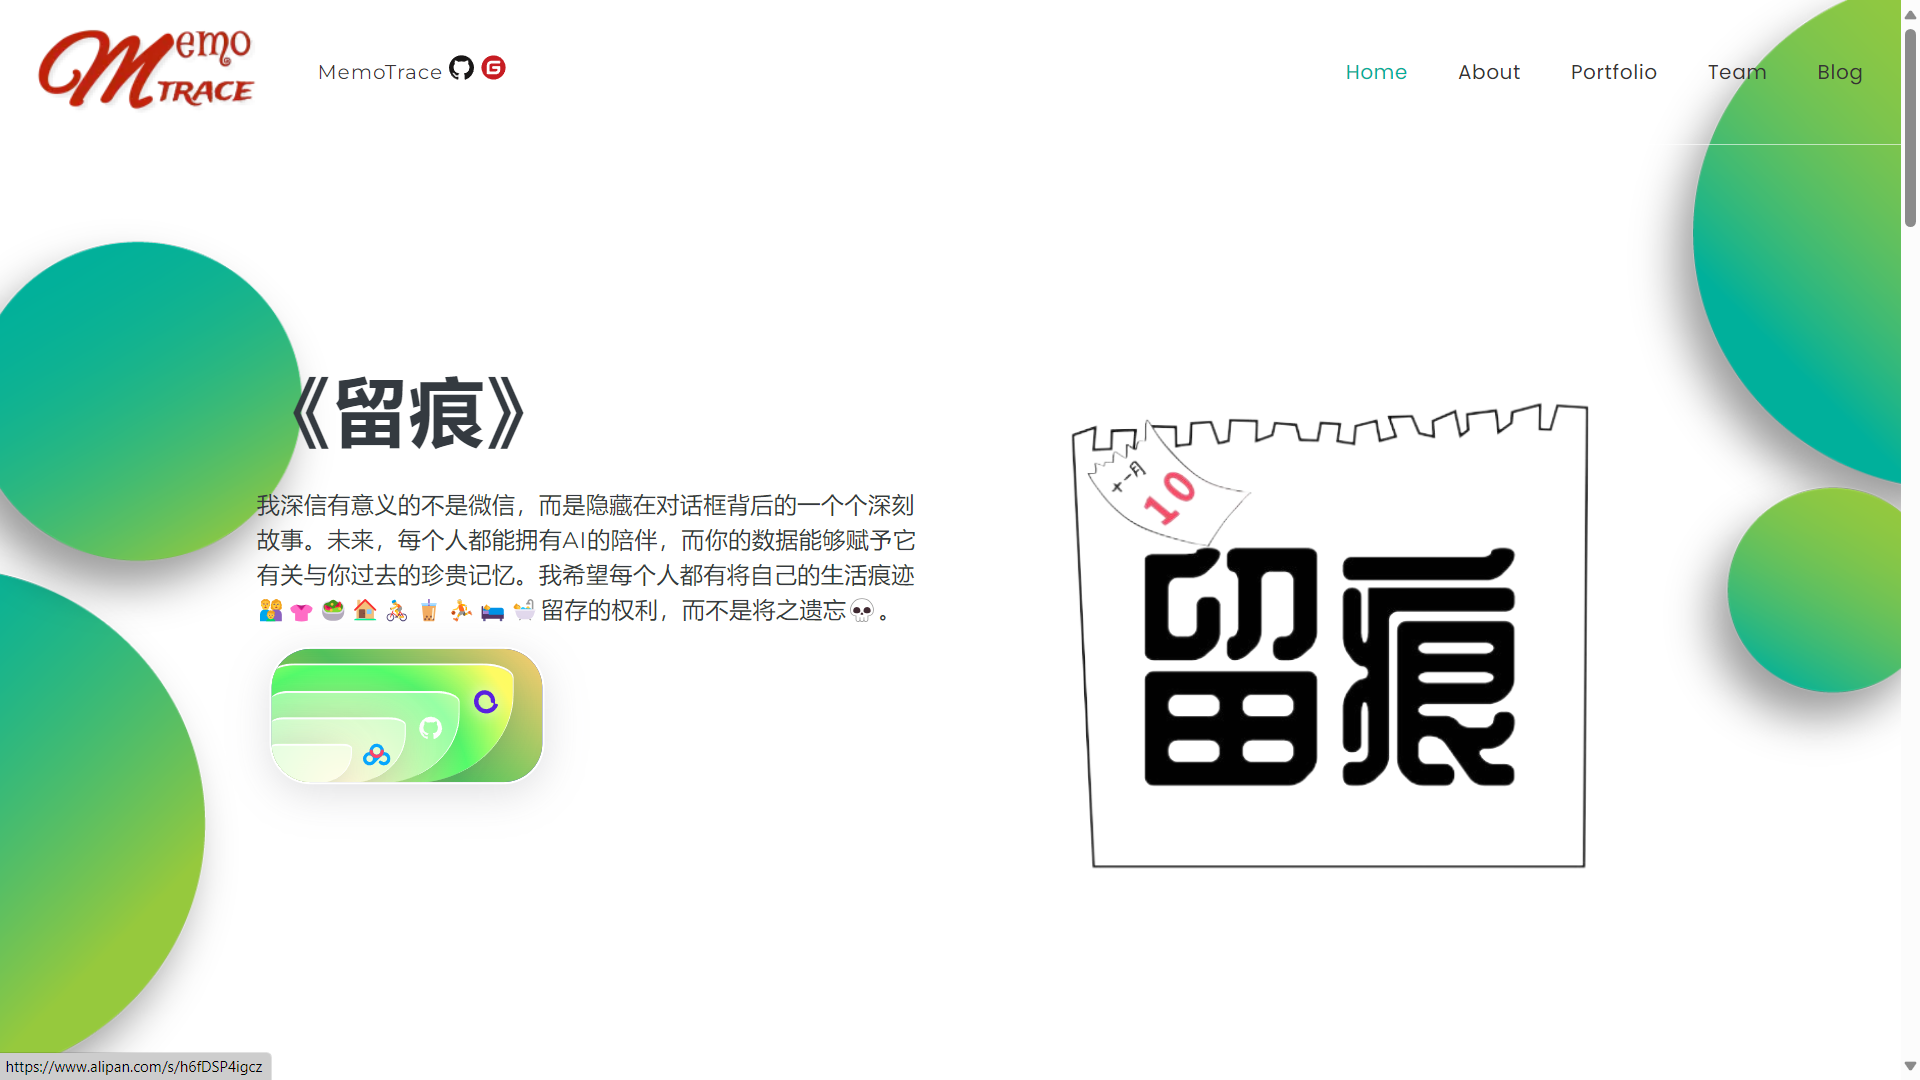 Memo
TRACE
MemoTrace
Home
About
Portfolio
Team
Blog
《留痕》
我深信有意义的不是微信，而是隐藏在对话框背后的一个个深刻
故事。未来，每个人都能拥有AI的陪伴，而你的数据能够赋予它
有关与你过去的珍贵记忆。我希望每个人都有将自己的生活痕迹
👫👚🥗🏠🚴🧋⛹️🛌🛀留存的权利，而不是将之遗忘💀。
十一月
10
留痕
https://www.alipan.com/s/h6fDSP4igcz